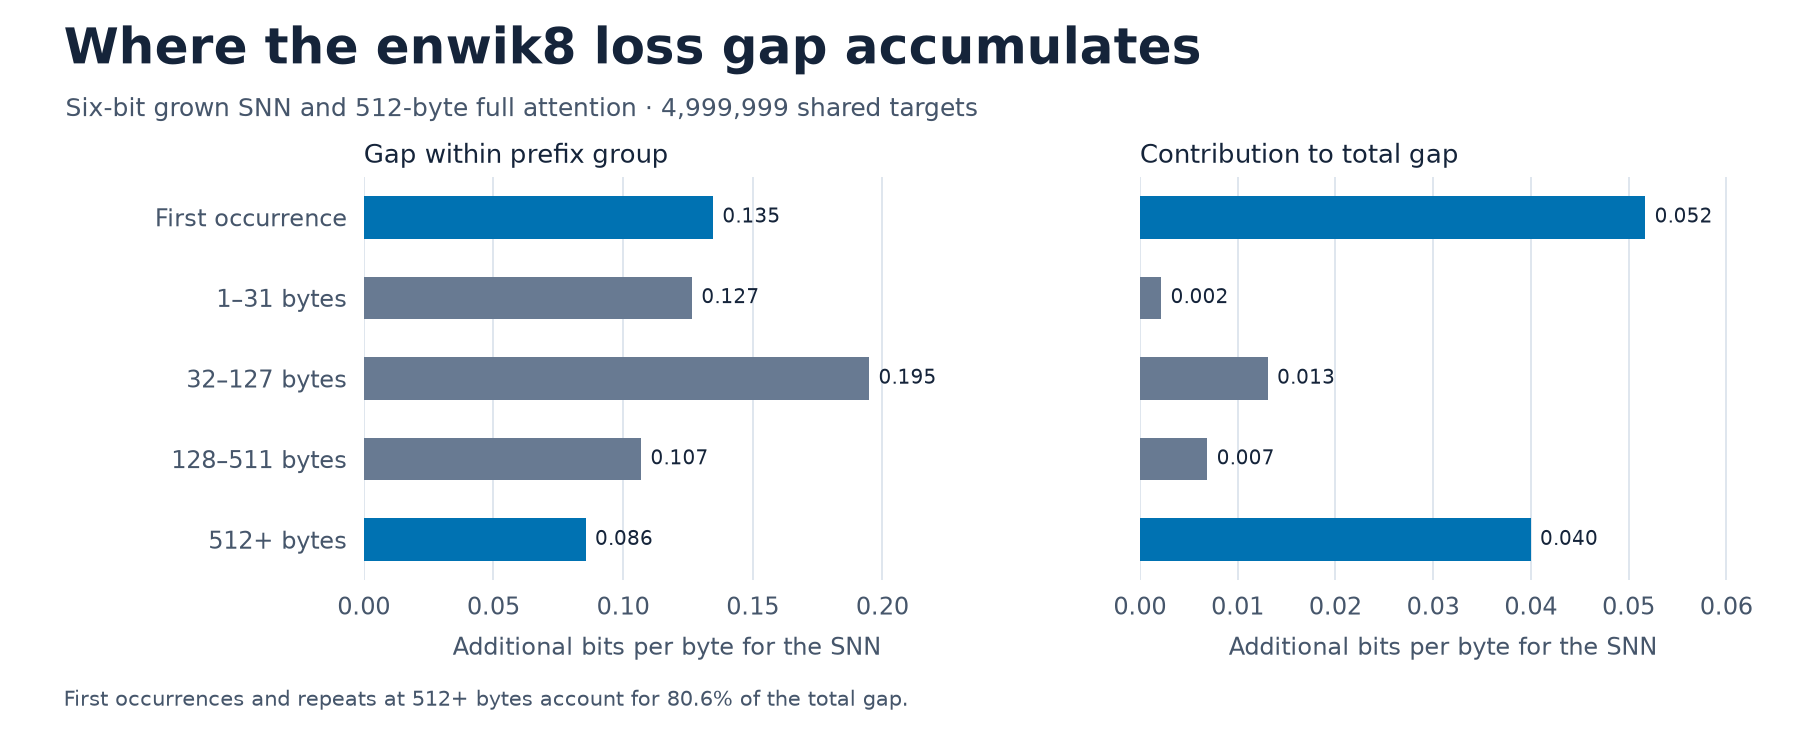 Where the enwik8 loss gap accumulates
Six-bit grown SNN and 512-byte full attention · 4,999,999 shared targets
Gap within prefix group
First occurrence
0.135
1–31 bytes
0.127
32–127 bytes
0.195
128–511 bytes
0.107
512+ bytes
0.086
0.00 0.05 0.10 0.15 0.20
Additional bits per byte for the SNN
Contribution to total gap
0.052
0.002
0.013
0.007
0.040
0.00 0.01 0.02 0.03 0.04 0.05 0.06
Additional bits per byte for the SNN
First occurrences and repeats at 512+ bytes account for 80.6% of the total gap.